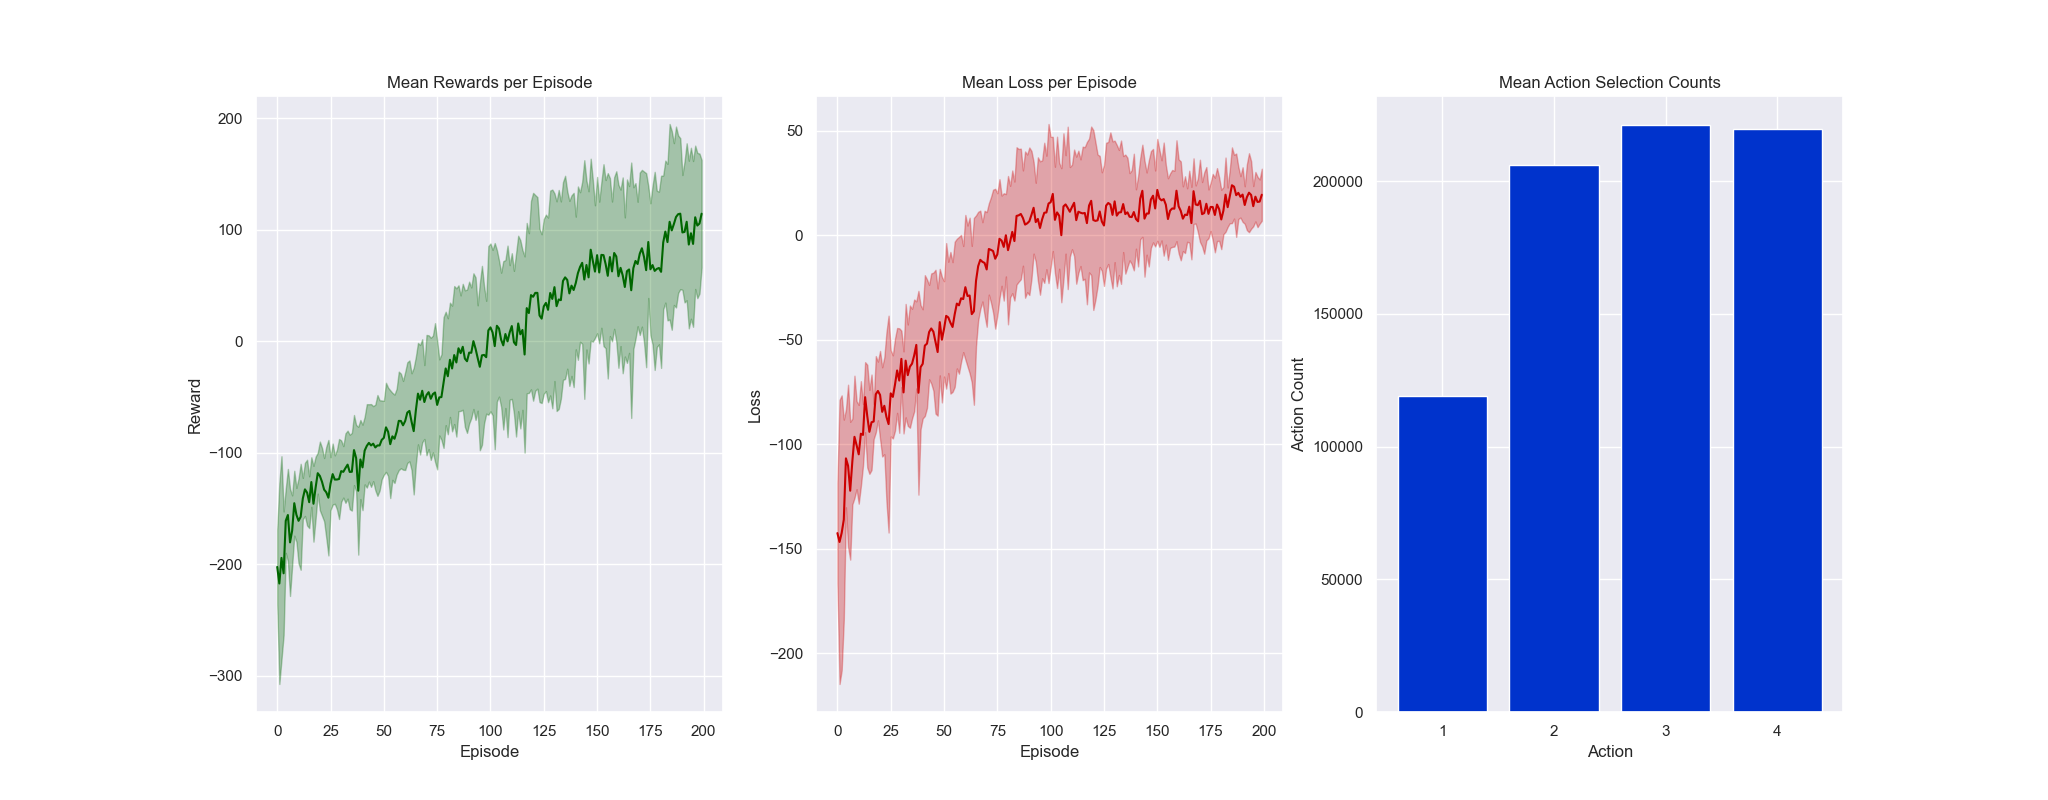 Mean Rewards per Episode
200
100
0
−100
−200
−300
Reward
0 25 50 75 100 125 150 175 200
Episode
Mean Loss per Episode
50
0
−50
−100
−150
−200
Loss
0 25 50 75 100 125 150 175 200
Episode
Mean Action Selection Counts
200000
150000
100000
50000
0
Action Count
1 2 3 4
Action